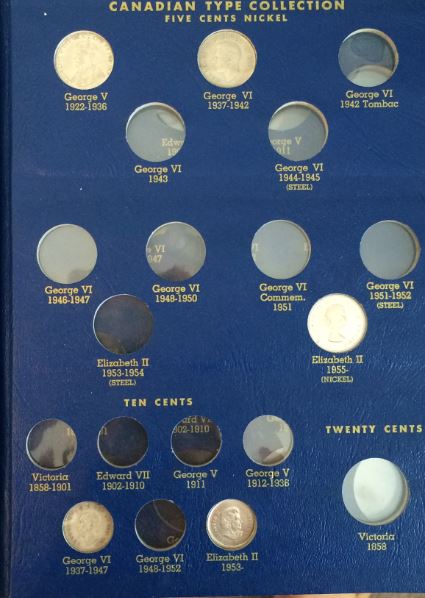 CANADIAN TYPE COLLECTION
FIVE CENTS NICKEL
George V
1922-1936
George VI
1937-1942
George VI
1942 Tombac
George VI
1943
George VI
1944-1945
(STEEL)
George VI
1946-1947
George VI
1948-1950
George VI
Commem.
1951
George VI
1951-1952
(STEEL)
Elizabeth II
1953-1954
(STEEL)
Elizabeth II
1955-
(NICKEL)
TEN CENTS
TWENTY CENTS
Victoria
1858-1901
Edward VII
1902-1910
George V
1911
George V
1912-1936
Victoria
1858
George VI
1937-1947
George VI
1948-1952
Elizabeth II
1953-